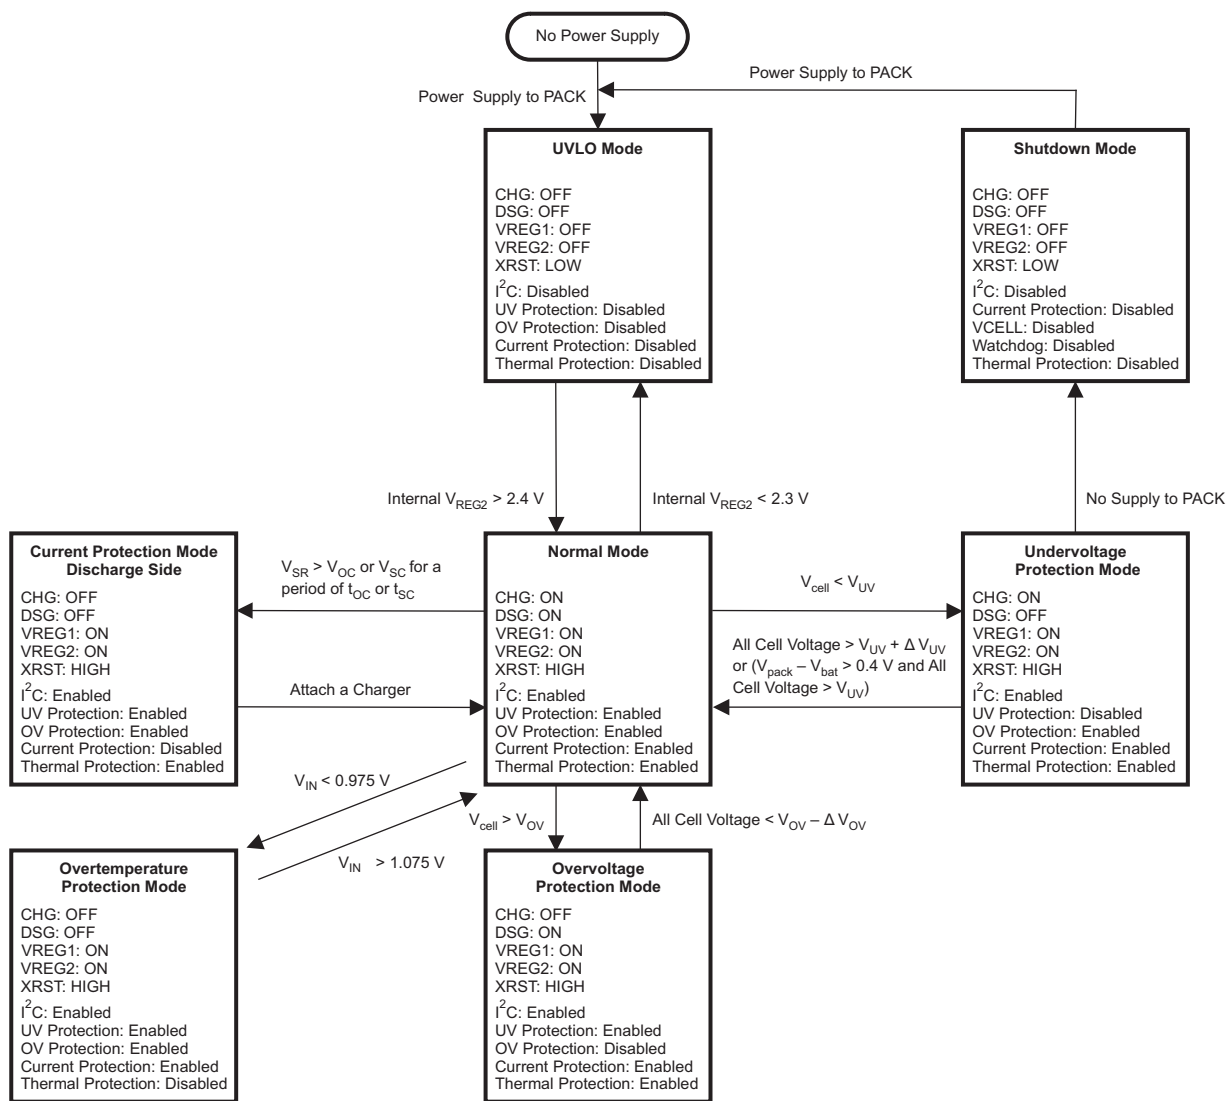 No Power Supply
Power Supply to PACK
Power Supply to PACK
UVLO Mode
CHG: OFF
DSG: OFF
VREG1: OFF
VREG2: OFF
XRST: LOW
I²C: Disabled
UV Protection: Disabled
OV Protection: Disabled
Current Protection: Disabled
Thermal Protection: Disabled
Shutdown Mode
CHG: OFF
DSG: OFF
VREG1: OFF
VREG2: OFF
XRST: LOW
I²C: Disabled
Current Protection: Disabled
VCELL: Disabled
Watchdog: Disabled
Thermal Protection: Disabled
Internal VREG2 > 2.4 V
Internal VREG2 < 2.3 V
No Supply to PACK
Current Protection Mode
Discharge Side
CHG: OFF
DSG: OFF
VREG1: ON
VREG2: ON
XRST: HIGH
I²C: Enabled
UV Protection: Enabled
OV Protection: Enabled
Current Protection: Disabled
Thermal Protection: Enabled
VSR > VOC or VSC for a
period of tOC or tSC
Attach a Charger
Normal Mode
CHG: ON
DSG: ON
VREG1: ON
VREG2: ON
XRST: HIGH
I²C: Enabled
UV Protection: Enabled
OV Protection: Enabled
Current Protection: Enabled
Thermal Protection: Enabled
Vcell < VUV
All Cell Voltage > VUV + Δ VUV
or (Vpack – Vbat > 0.4 V and All
Cell Voltage > VUV)
Undervoltage
Protection Mode
CHG: ON
DSG: OFF
VREG1: ON
VREG2: ON
XRST: HIGH
I²C: Enabled
UV Protection: Disabled
OV Protection: Enabled
Current Protection: Enabled
Thermal Protection: Enabled
VIN < 0.975 V
VIN > 1.075 V
Vcell > VOV
All Cell Voltage < VOV – Δ VOV
Overtemperature
Protection Mode
CHG: OFF
DSG: OFF
VREG1: ON
VREG2: ON
XRST: HIGH
I²C: Enabled
UV Protection: Enabled
OV Protection: Enabled
Current Protection: Enabled
Thermal Protection: Disabled
Overvoltage
Protection Mode
CHG: OFF
DSG: ON
VREG1: ON
VREG2: ON
XRST: HIGH
I²C: Enabled
UV Protection: Enabled
OV Protection: Disabled
Current Protection: Enabled
Thermal Protection: Enabled